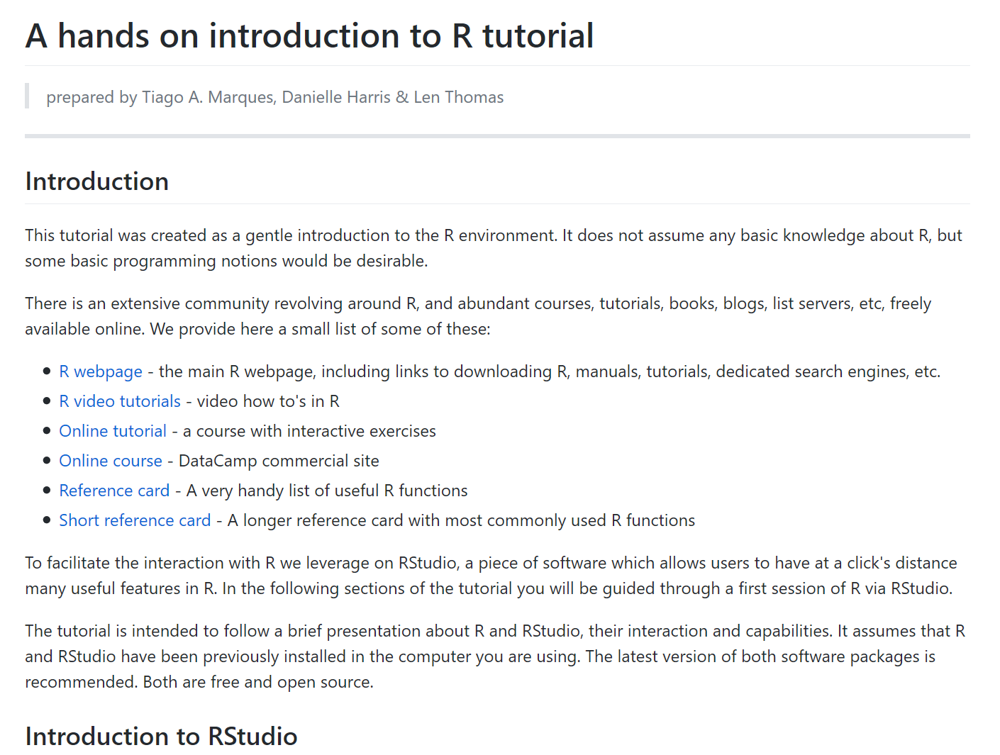 A hands on introduction to R tutorial
prepared by Tiago A. Marques, Danielle Harris & Len Thomas
Introduction
This tutorial was created as a gentle introduction to the R environment. It does not assume any basic knowledge about R, but
some basic programming notions would be desirable.
There is an extensive community revolving around R, and abundant courses, tutorials, books, blogs, list servers, etc, freely
available online. We provide here a small list of some of these:
• R webpage - the main R webpage, including links to downloading R, manuals, tutorials, dedicated search engines, etc.
• R video tutorials - video how to's in R
• Online tutorial - a course with interactive exercises
• Online course - DataCamp commercial site
• Reference card - A very handy list of useful R functions
• Short reference card - A longer reference card with most commonly used R functions
To facilitate the interaction with R we leverage on RStudio, a piece of software which allows users to have at a click's distance
many useful features in R. In the following sections of the tutorial you will be guided through a first session of R via RStudio.
The tutorial is intended to follow a brief presentation about R and RStudio, their interaction and capabilities. It assumes that R
and RStudio have been previously installed in the computer you are using. The latest version of both software packages is
recommended. Both are free and open source.
Introduction to RStudio